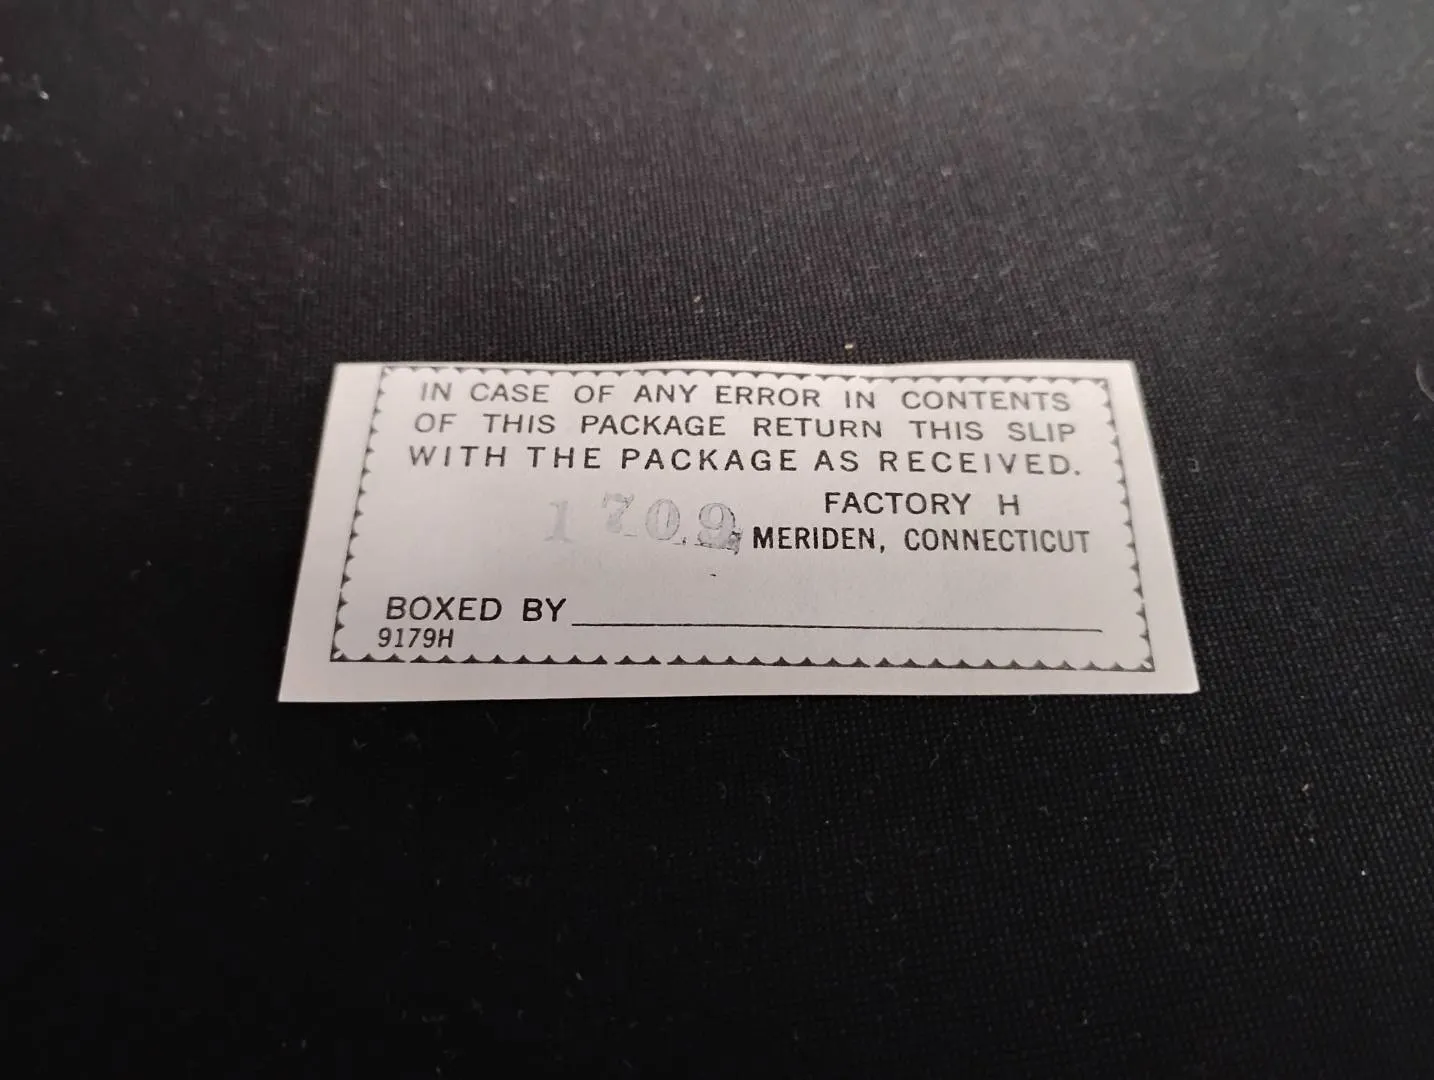 IN CASE OF ANY ERROR IN CONTENTS
OF THIS PACKAGE RETURN THIS SLIP
WITH THE PACKAGE AS RECEIVED.
FACTORY H
1709 MERIDEN, CONNECTICUT
BOXED BY
9179H